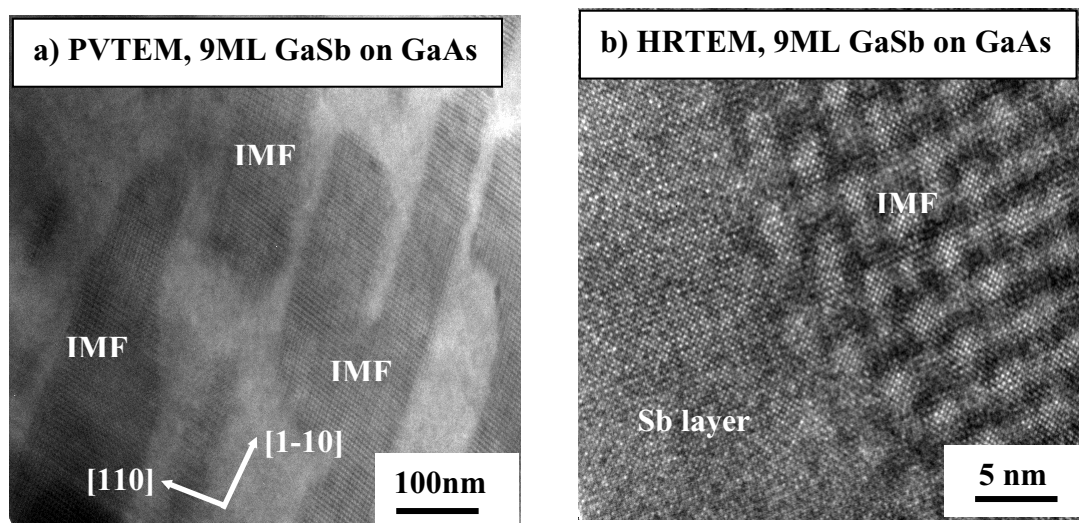 a) PVTEM, 9ML GaSb on GaAs
IMF
IMF
IMF
[1-10]
[110]
100nm
b) HRTEM, 9ML GaSb on GaAs
IMF
Sb layer
5 nm